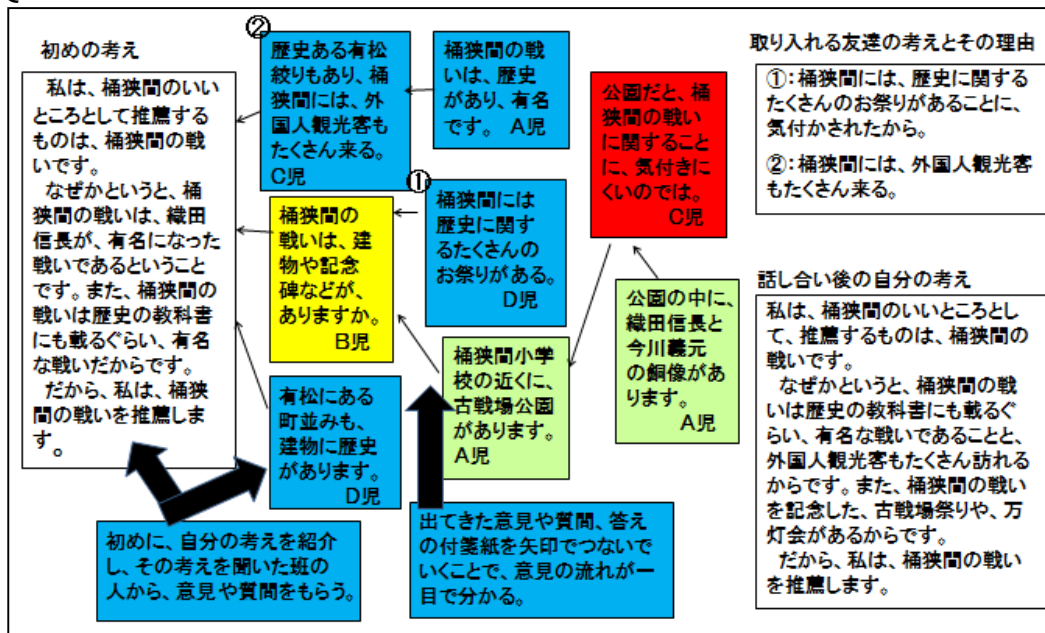 初めの考え
私は、桶狭間のいい
ところとして推薦する
ものは、桶狭間の戦
いです。
なぜかというと、桶
狭間の戦いは、織田
信長が、有名になった
戦いであるということ
です。また、桶狭間の
戦いは歴史の教科書
にも載るぐらい、有名
な戦いだからです。
だから、私は、桶狭
間の戦いを推薦しま
す。
②
歴史ある有松
絞りもあり、桶
狭間には、外
国人観光客も
たくさん来る。
C児
桶狭間の戦
いは、歴史
があり、有名
です。 A児
桶狭間の
戦いは、建
物や記念
碑などが、
ありますか。
B児
①
桶狭間には
歴史に関す
るたくさんの
お祭りがある。
D児
有松にある
町並みも、
建物に歴史
があります。
D児
桶狭間小学
校の近くに、
古戦場公園
があります。
A児
公園だと、桶
狭間の戦い
に関すること
に、気付きに
くいのでは。
C児
公園の中に、
織田信長と
今川義元
の銅像があ
ります。
A児
初めに、自分の考えを紹介
し、その考えを聞いた班の
人から、意見や質問をもらう。
出てきた意見や質問、答え
の付箋紙を矢印でつないで
いくことで、意見の流れが一
目で分かる。
取り入れる友達の考えとその理由
①:桶狭間には、歴史に関する
たくさんのお祭りがあることに、
気付かされたから。
②:桶狭間には、外国人観光客
もたくさん来る。
話し合い後の自分の考え
私は、桶狭間のいいところとし
て、推薦するものは、桶狭間の
戦いです。
なぜかというと、桶狭間の戦
いは歴史の教科書にも載るぐ
らい、有名な戦いであることと、
外国人観光客もたくさん訪れる
からです。また、桶狭間の戦い
を記念した、古戦場祭りや、万
灯会があるからです。
だから、私は、桶狭間の戦い
を推薦します。